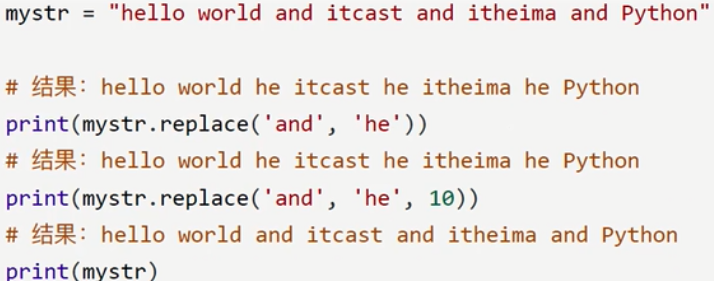 mystr = "hello world and itcast and itheima and Python"
# 结果：hello world he itcast he itheima he Python
print(mystr.replace('and', 'he'))
# 结果：hello world he itcast he itheima he Python
print(mystr.replace('and', 'he', 10))
# 结果：hello world and itcast and itheima and Python
print(mystr)